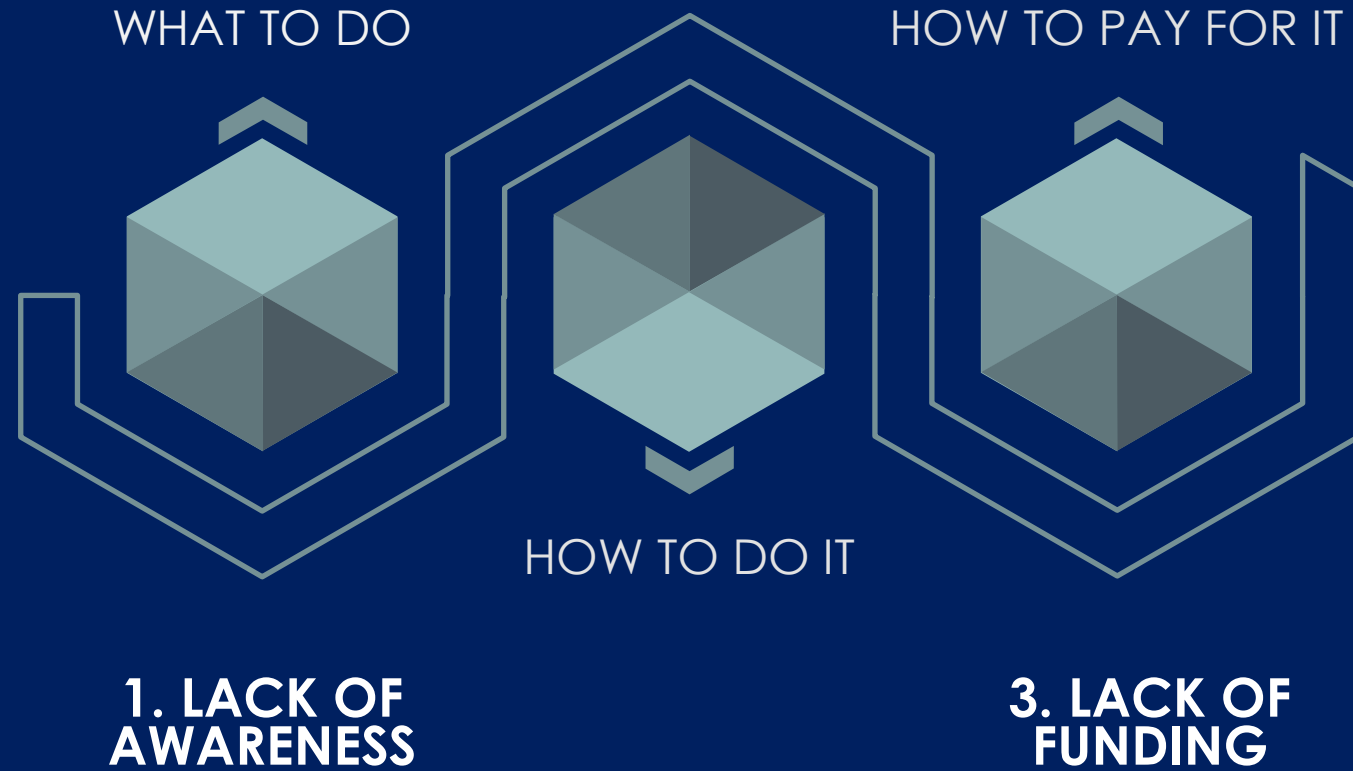 WHAT TO DO
HOW TO PAY FOR IT
HOW TO DO IT
1. LACK OF
AWARENESS
3. LACK OF
FUNDING